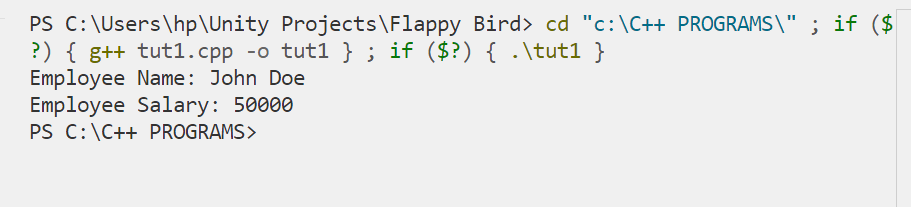 PS C:\Users\hp\Unity Projects\Flappy Bird> cd "c:\C++ PROGRAMS\" ; if ($
?) { g++ tut1.cpp -o tut1 } ; if ($?) { .\tut1 }
Employee Name: John Doe
Employee Salary: 50000
PS C:\C++ PROGRAMS>